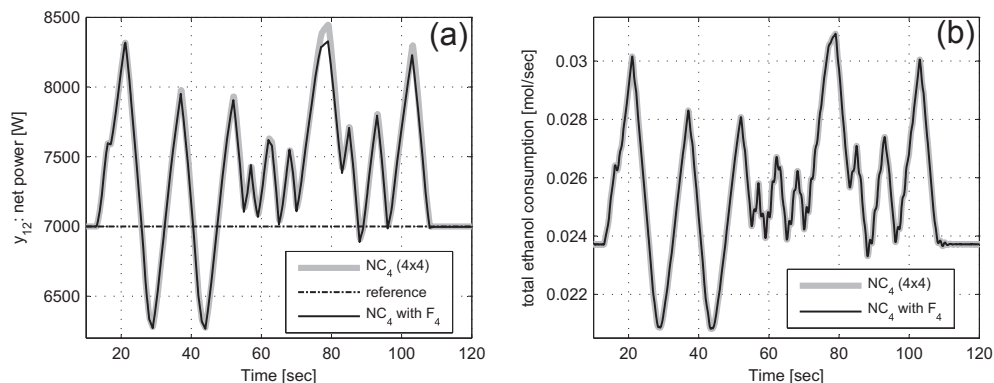 8500
8000
7500
7000
6500
y12: net power [W]
(a)
NC4 (4x4)
reference
NC4 with F4
20 40 60 80 100 120
Time [sec]
0.03
0.028
0.026
0.024
0.022
total ethanol consumption [mol/sec]
(b)
NC4 (4x4)
NC4 with F4
20 40 60 80 100 120
Time [sec]